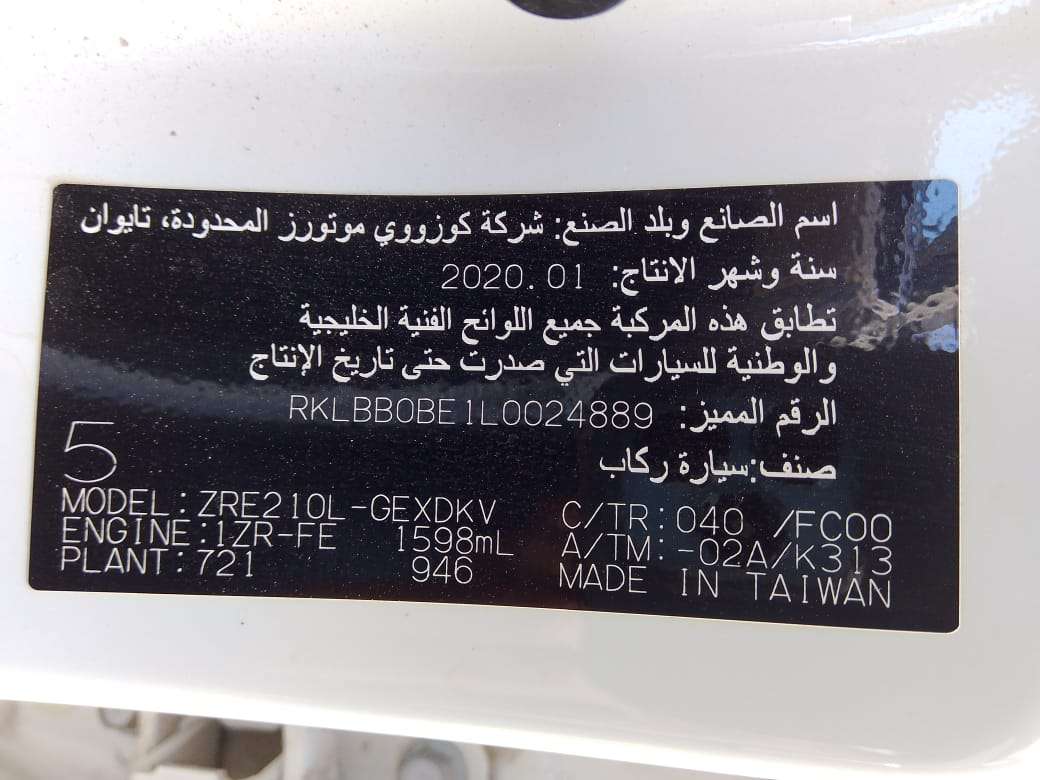 اسم الصانع وبلد الصنع: شركة كوزووي موتورز المحدودة، تايوان
سنة وشهر الانتاج: 2020.01
تطابق هذه المركبة جميع اللوائح الفنية الخليجية
والوطنية للسيارات التي صدرت حتى تاريخ الإنتاج
الرقم المميز: RKLBB0BE1L0024889
صنف:سيارة ركاب
5
MODEL:ZRE210L-GEXDKV C/TR:040 /FC00
ENGINE:1ZR-FE 1598mL A/TM:-02A/K313
PLANT:721 946 MADE IN TAIWAN